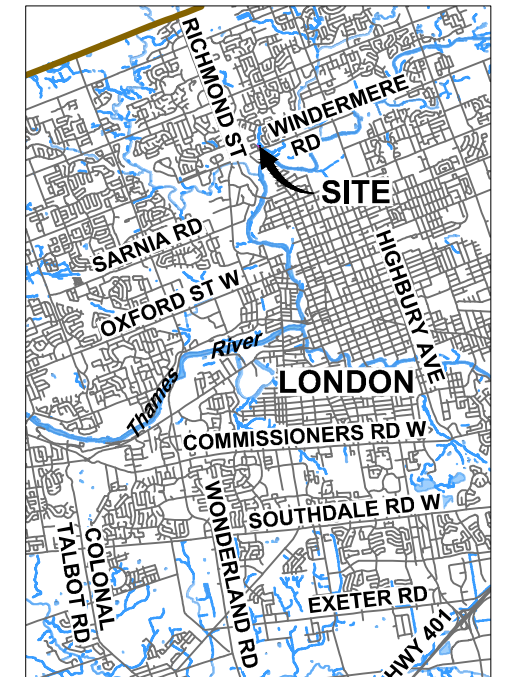 RICHMOND ST
WINDERMERE
RD
SITE
SARNIA RD
HIGHBURY AVE
OXFORD ST W
Thames River
LONDON
COMMISSIONERS RD W
WONDERLAND RD
SOUTHDALE RD W
COLONAL
TALBOT RD
EXETER RD
HWY 401